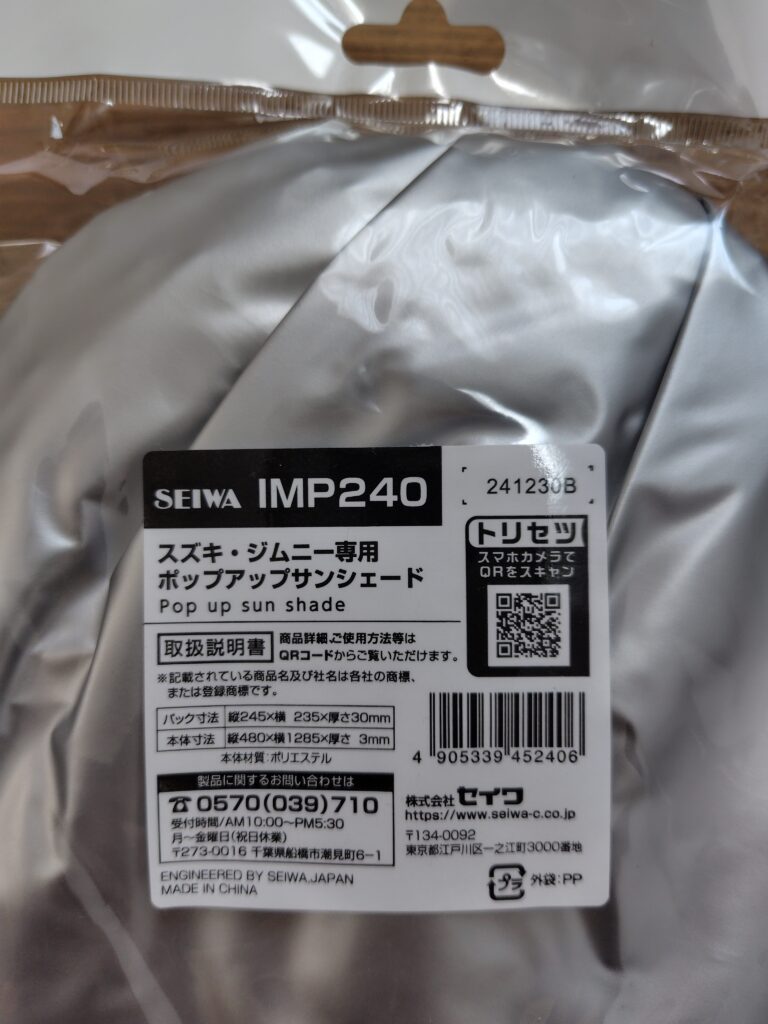 SEIWA IMP240
241230B
スズキ・ジムニー専用
ポップアップサンシェード
Pop up sun shade
トリセツ
スマホカメラで
QRをスキャン
取扱説明書
商品詳細、ご使用方法等は
QRコードからご覧いただけます。
※記載されている商品名及び社名は各社の商標、
または登録商標です。
パック寸法 縦245×横 235×厚さ30mm
本体寸法 縦480×横1285×厚さ 3mm
本体材質:ポリエステル
4 905339 452406
製品に関するお問い合わせは
☎0570(039)710
受付時間/AM10:00〜PM5:30
月〜金曜日(祝日休業)
〒273-0016 千葉県船橋市潮見町6-1
株式会社セイワ
https://www.seiwa-c.co.jp
〒134-0092
東京都江戸川区一之江町3000番地
ENGINEERED BY SEIWA.JAPAN
MADE IN CHINA
プラ 外袋:PP